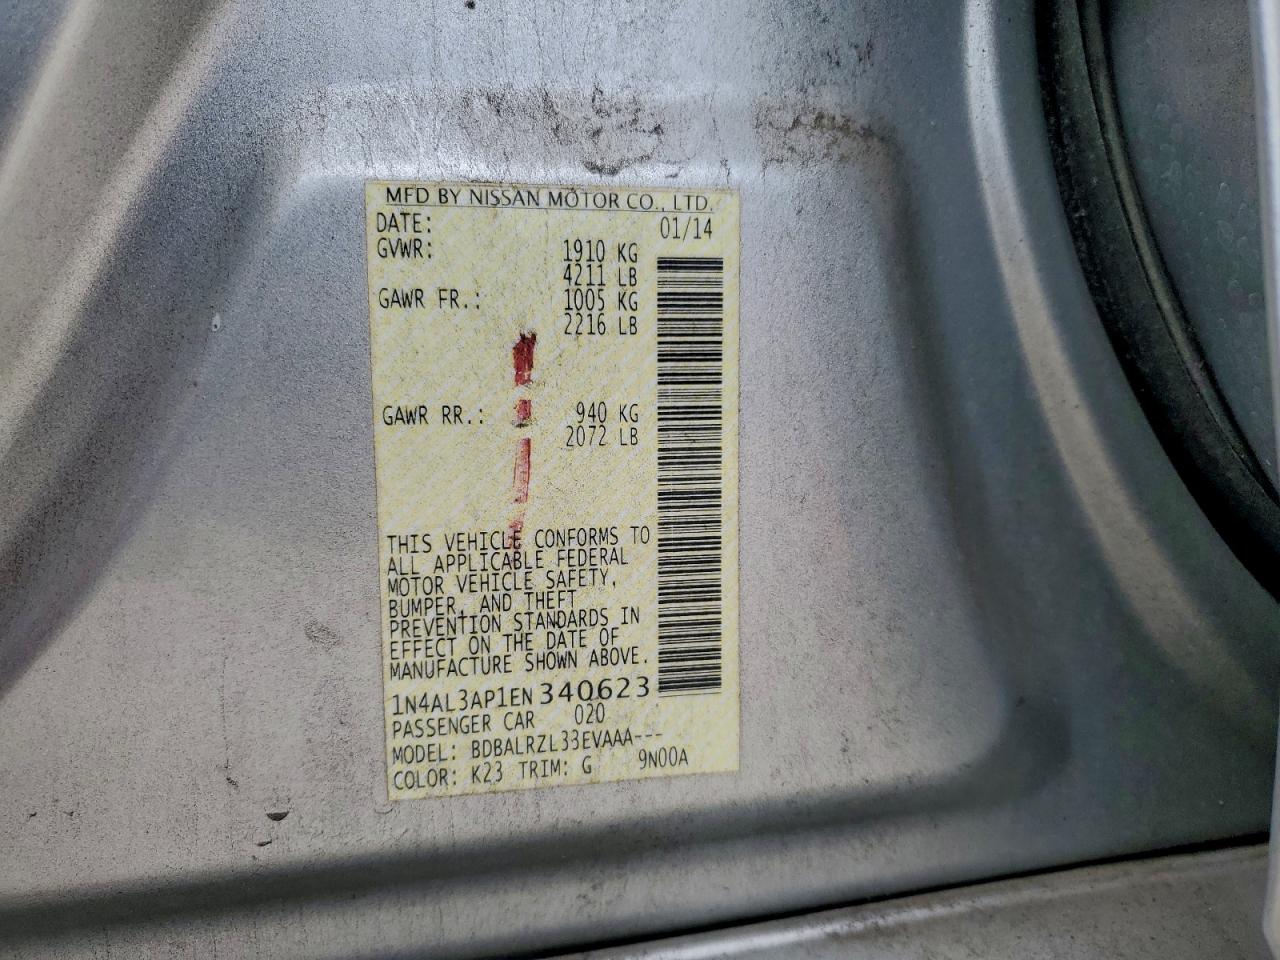 MFD BY NISSAN MOTOR CO., LTD.
DATE: 01/14
GVWR: 1910 KG
4211 LB
GAWR FR.: 1005 KG
2216 LB
GAWR RR.: 940 KG
2072 LB
THIS VEHICLE CONFORMS TO
ALL APPLICABLE FEDERAL
MOTOR VEHICLE SAFETY,
BUMPER, AND THEFT
PREVENTION STANDARDS IN
EFFECT ON THE DATE OF
MANUFACTURE SHOWN ABOVE.
1N4AL3AP1EN340623
PASSENGER CAR 020
MODEL: BDBALRZL33EVAAA---
COLOR: K23 TRIM: G 9N00A